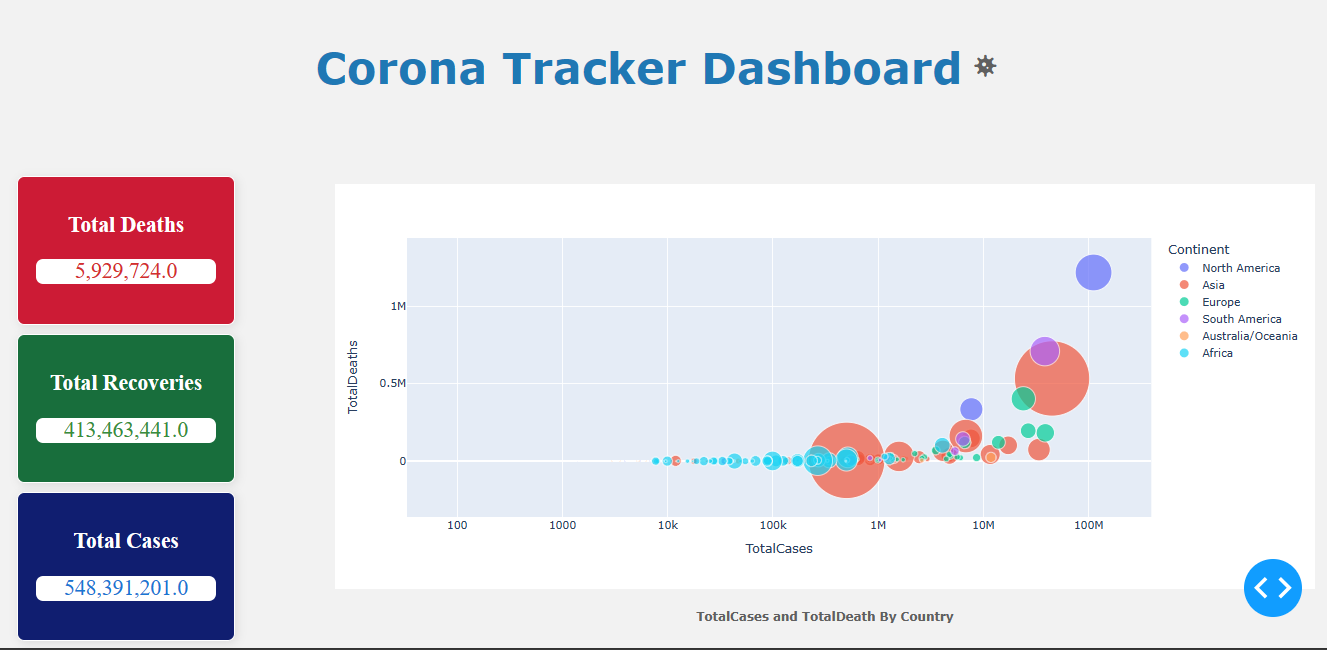 Corona Tracker Dashboard
Total Deaths
5,929,724.0
Total Recoveries
413,463,441.0
Total Cases
548,391,201.0
TotalDeaths
1M
0.5M
0
100
1000
10k
100k
1M
10M
100M
TotalCases
Continent
North America
Asia
Europe
South America
Australia/Oceania
Africa
TotalCases and TotalDeath By Country